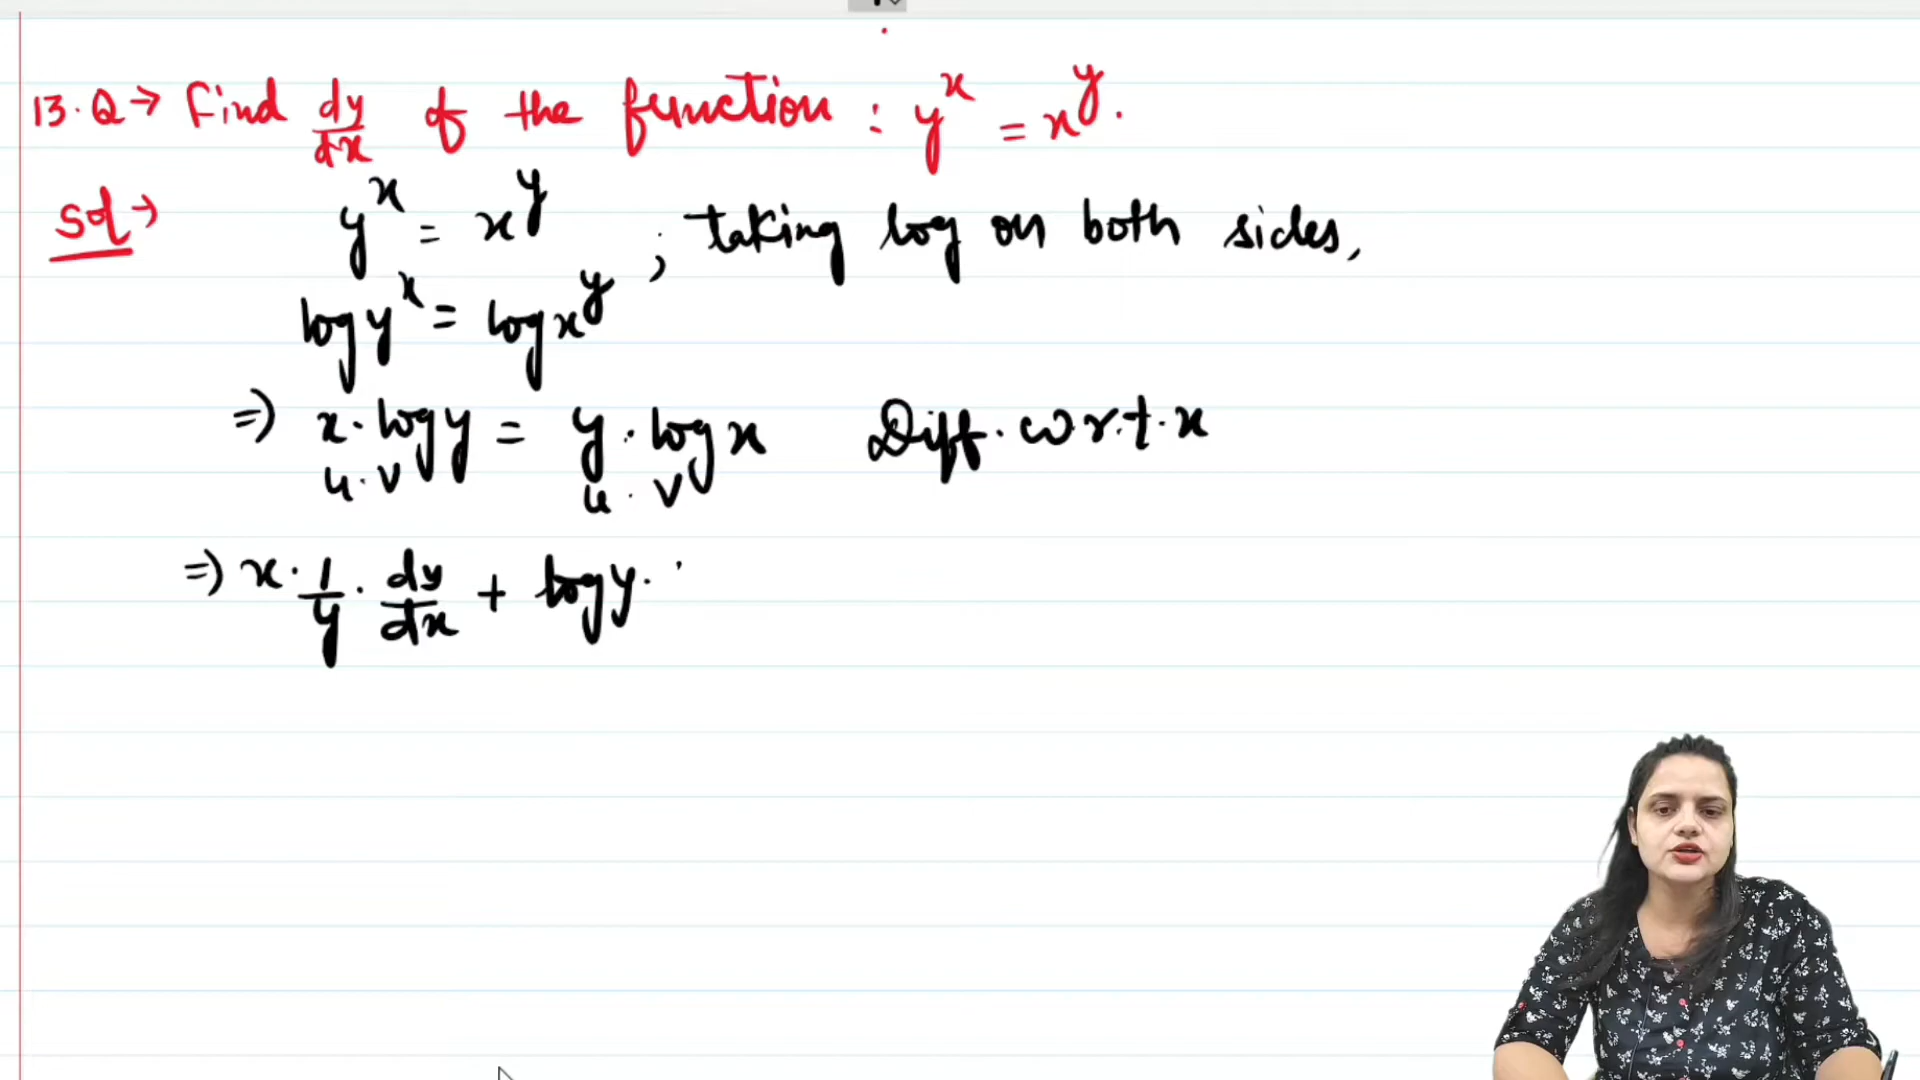 13. Q → Find dy/dx of the function : y^x = x^y.
Sol →
y^x = x^y ; taking log on both sides,
log y^x = log x^y
⇒ x · log y = y · log x Diff. w.r.t. x
u · v u · v
⇒ x · 1/y · dy/dx + log y ·